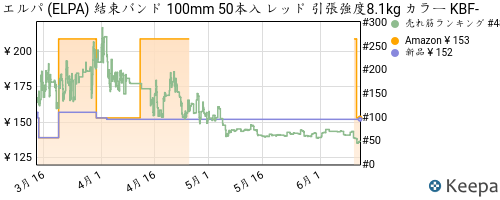 エルパ (ELPA) 結束バンド 100mm 50本入 レッド 引張強度8.1kg カラー KBF-
¥ 200
¥ 175
¥ 150
¥ 125
#300
#250
#200
#150
#100
#50
#0
売れ筋ランキング #4
Amazon ¥ 153
新品 ¥ 152
3月 16
4月 1
4月 16
5月 1
5月 16
6月 1
Keepa